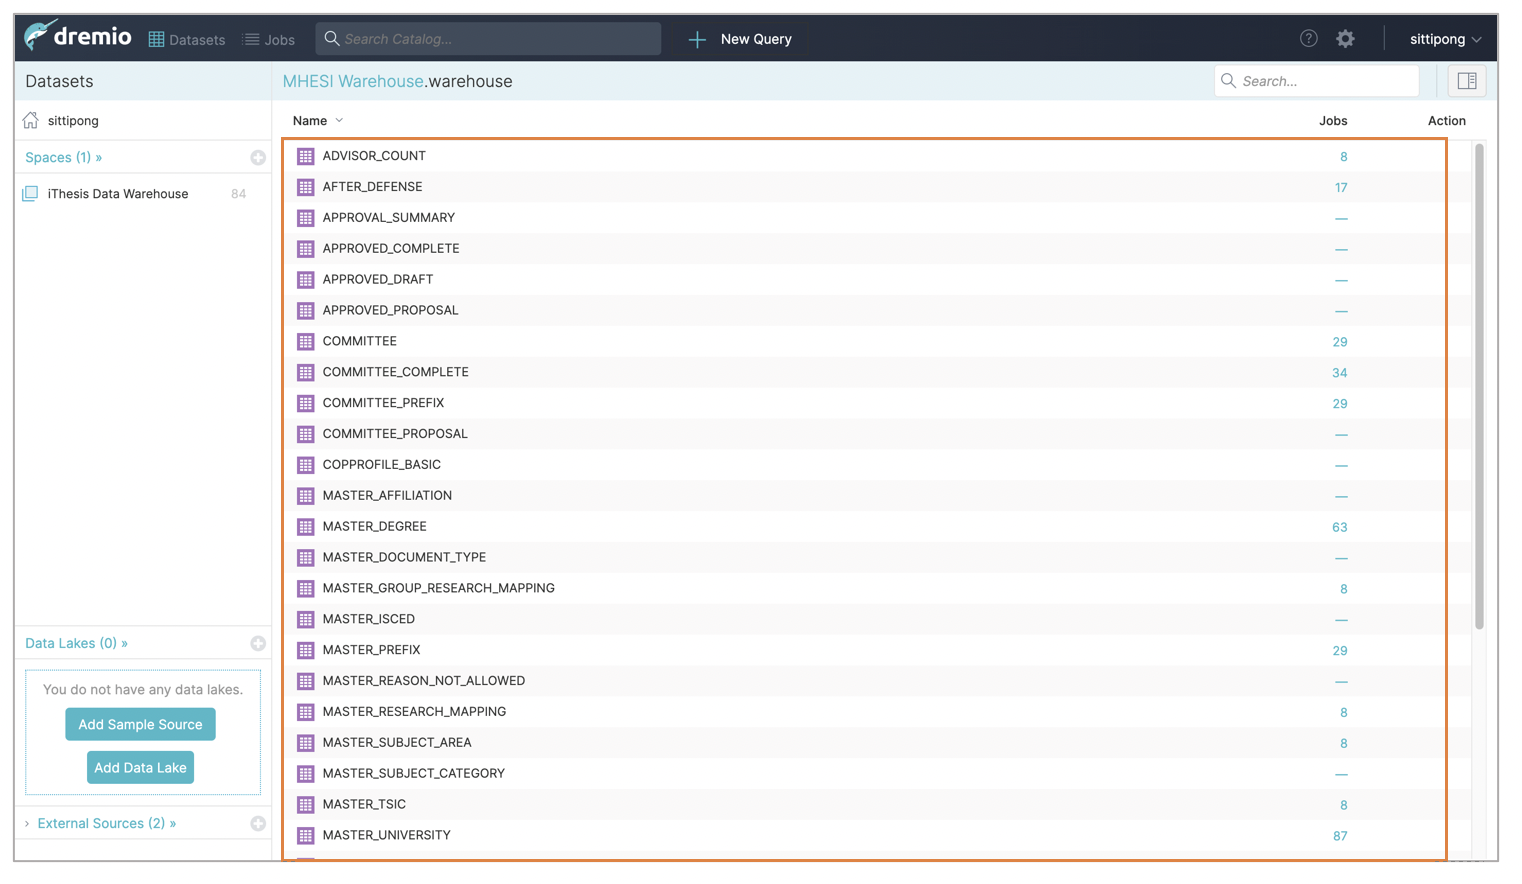 dremio Datasets Jobs Search Catalog... New Query ? sittipong
Datasets
MHESI Warehouse.warehouse Search...
sittipong
Name Jobs Action
Spaces (1) »
iThesis Data Warehouse 84
ADVISOR_COUNT 8
AFTER_DEFENSE 17
APPROVAL_SUMMARY —
APPROVED_COMPLETE —
APPROVED_DRAFT —
APPROVED_PROPOSAL —
COMMITTEE 29
COMMITTEE_COMPLETE 34
COMMITTEE_PREFIX 29
COMMITTEE_PROPOSAL —
COPPROFILE_BASIC —
MASTER_AFFILIATION —
MASTER_DEGREE 63
MASTER_DOCUMENT_TYPE —
MASTER_GROUP_RESEARCH_MAPPING 8
MASTER_ISCED —
MASTER_PREFIX 29
MASTER_REASON_NOT_ALLOWED —
MASTER_RESEARCH_MAPPING 8
MASTER_SUBJECT_AREA 8
MASTER_SUBJECT_CATEGORY —
MASTER_TSIC 8
MASTER_UNIVERSITY 87
Data Lakes (0) »
You do not have any data lakes.
Add Sample Source
Add Data Lake
External Sources (2) »